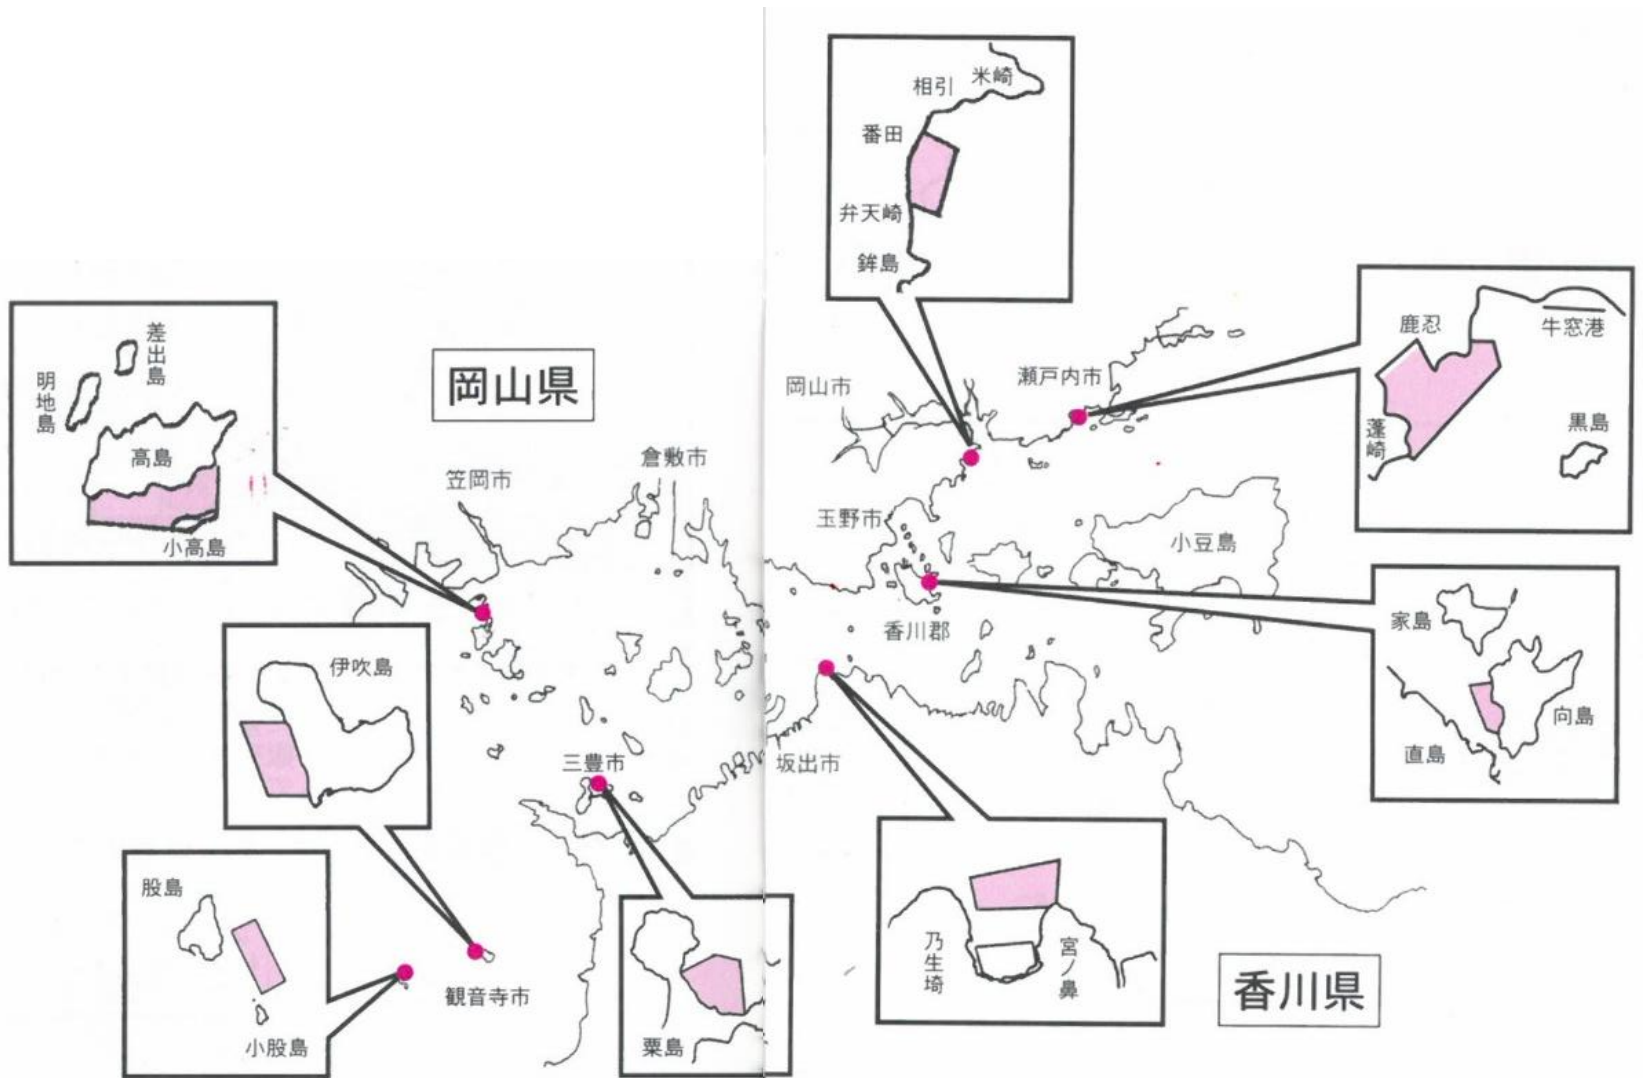 米崎
相引
番田
弁天崎
鉾島
差出島
明地島
高島
小高島
岡山県
鹿忍
牛窓港
蓬崎
黒島
瀬戸内市
岡山市
倉敷市
笠岡市
玉野市
小豆島
香川郡
家島
向島
直島
伊吹島
三豊市
坂出市
股島
小股島
観音寺市
粟島
乃生埼
宮ノ鼻
香川県